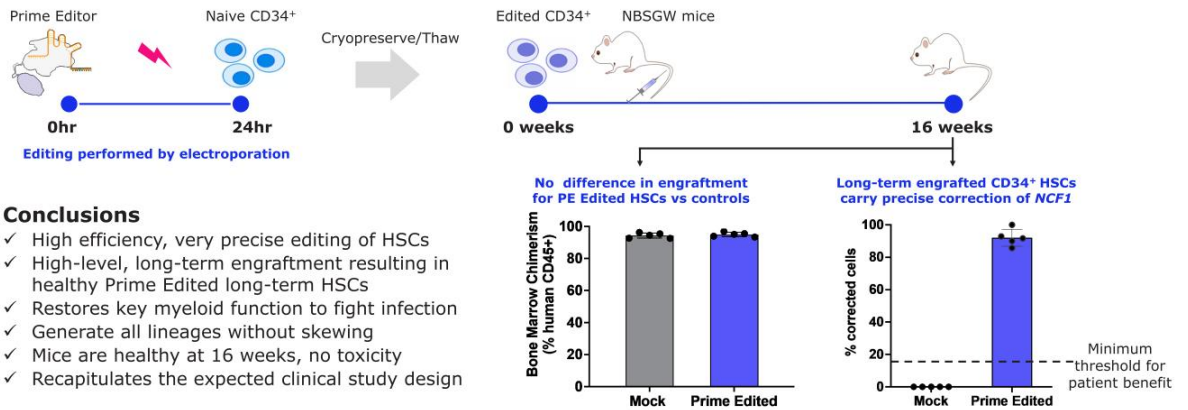 Prime Editor
Naive CD34⁺
Cryopreserve/Thaw
Edited CD34⁺
NBSGW mice
0hr
24hr
Editing performed by electroporation
0 weeks
16 weeks
No difference in engraftment
for PE Edited HSCs vs controls
Long-term engrafted CD34⁺ HSCs
carry precise correction of NCF1
Conclusions
✓ High efficiency, very precise editing of HSCs
✓ High-level, long-term engraftment resulting in
healthy Prime Edited long-term HSCs
✓ Restores key myeloid function to fight infection
✓ Generate all lineages without skewing
✓ Mice are healthy at 16 weeks, no toxicity
✓ Recapitulates the expected clinical study design
Bone Marrow Chimerism
(% human CD45+)
100
80
60
40
20
0
Mock
Prime Edited
% corrected cells
100
80
60
40
20
0
Mock
Prime Edited
Minimum
threshold for
patient benefit